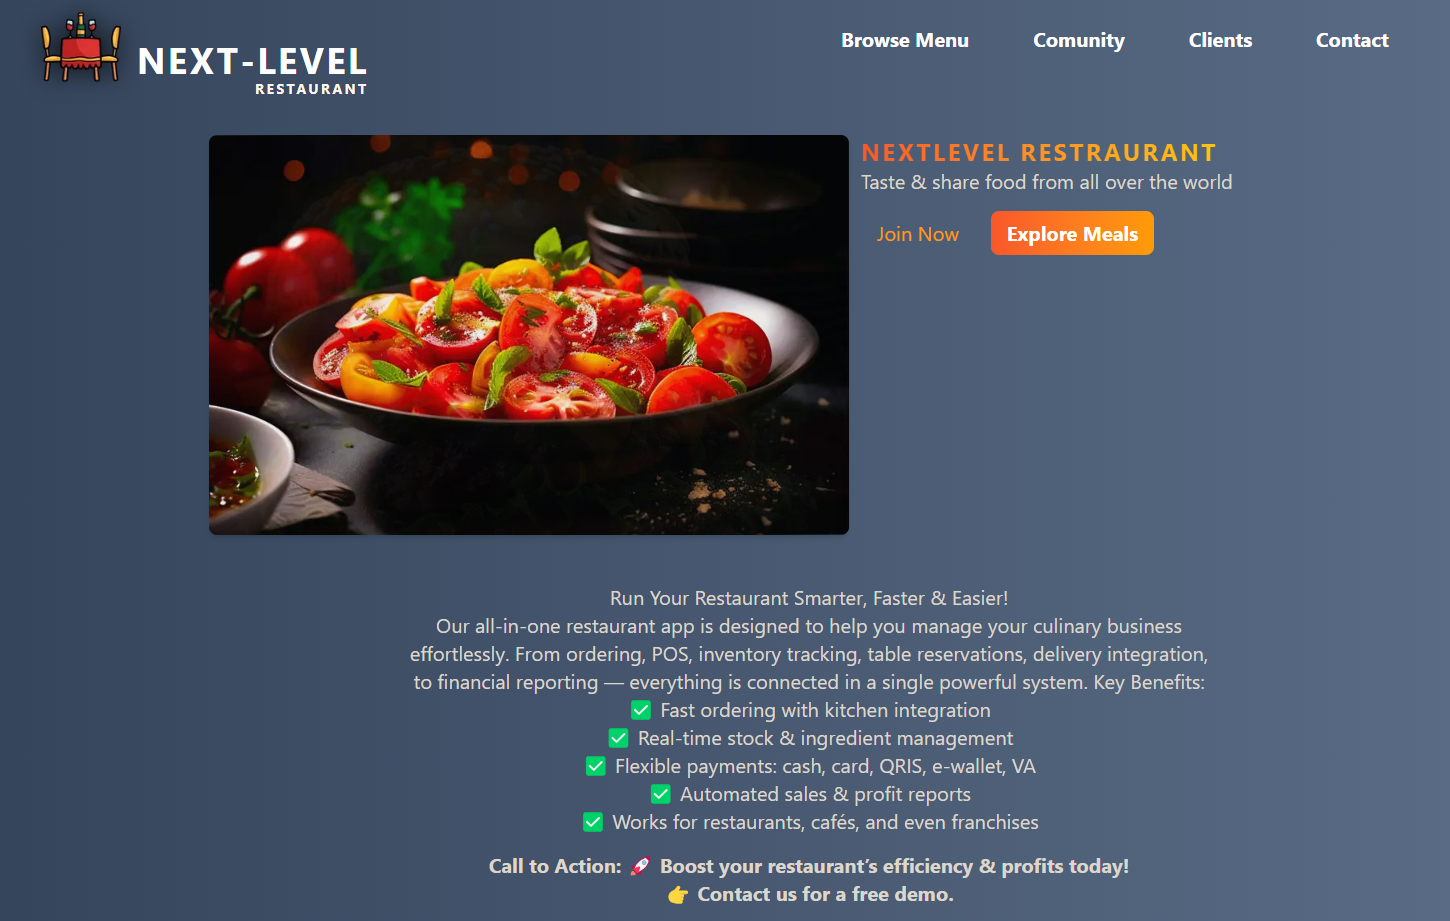 NEXT-LEVEL
RESTAURANT
Browse Menu
Comunity
Clients
Contact
NEXTLEVEL RESTRAURANT
Taste & share food from all over the world
Join Now
Explore Meals
Run Your Restaurant Smarter, Faster & Easier!
Our all-in-one restaurant app is designed to help you manage your culinary business
effortlessly. From ordering, POS, inventory tracking, table reservations, delivery integration,
to financial reporting — everything is connected in a single powerful system. Key Benefits:
✅ Fast ordering with kitchen integration
✅ Real-time stock & ingredient management
✅ Flexible payments: cash, card, QRIS, e-wallet, VA
✅ Automated sales & profit reports
✅ Works for restaurants, cafés, and even franchises
Call to Action: 🚀 Boost your restaurant’s efficiency & profits today!
👉 Contact us for a free demo.